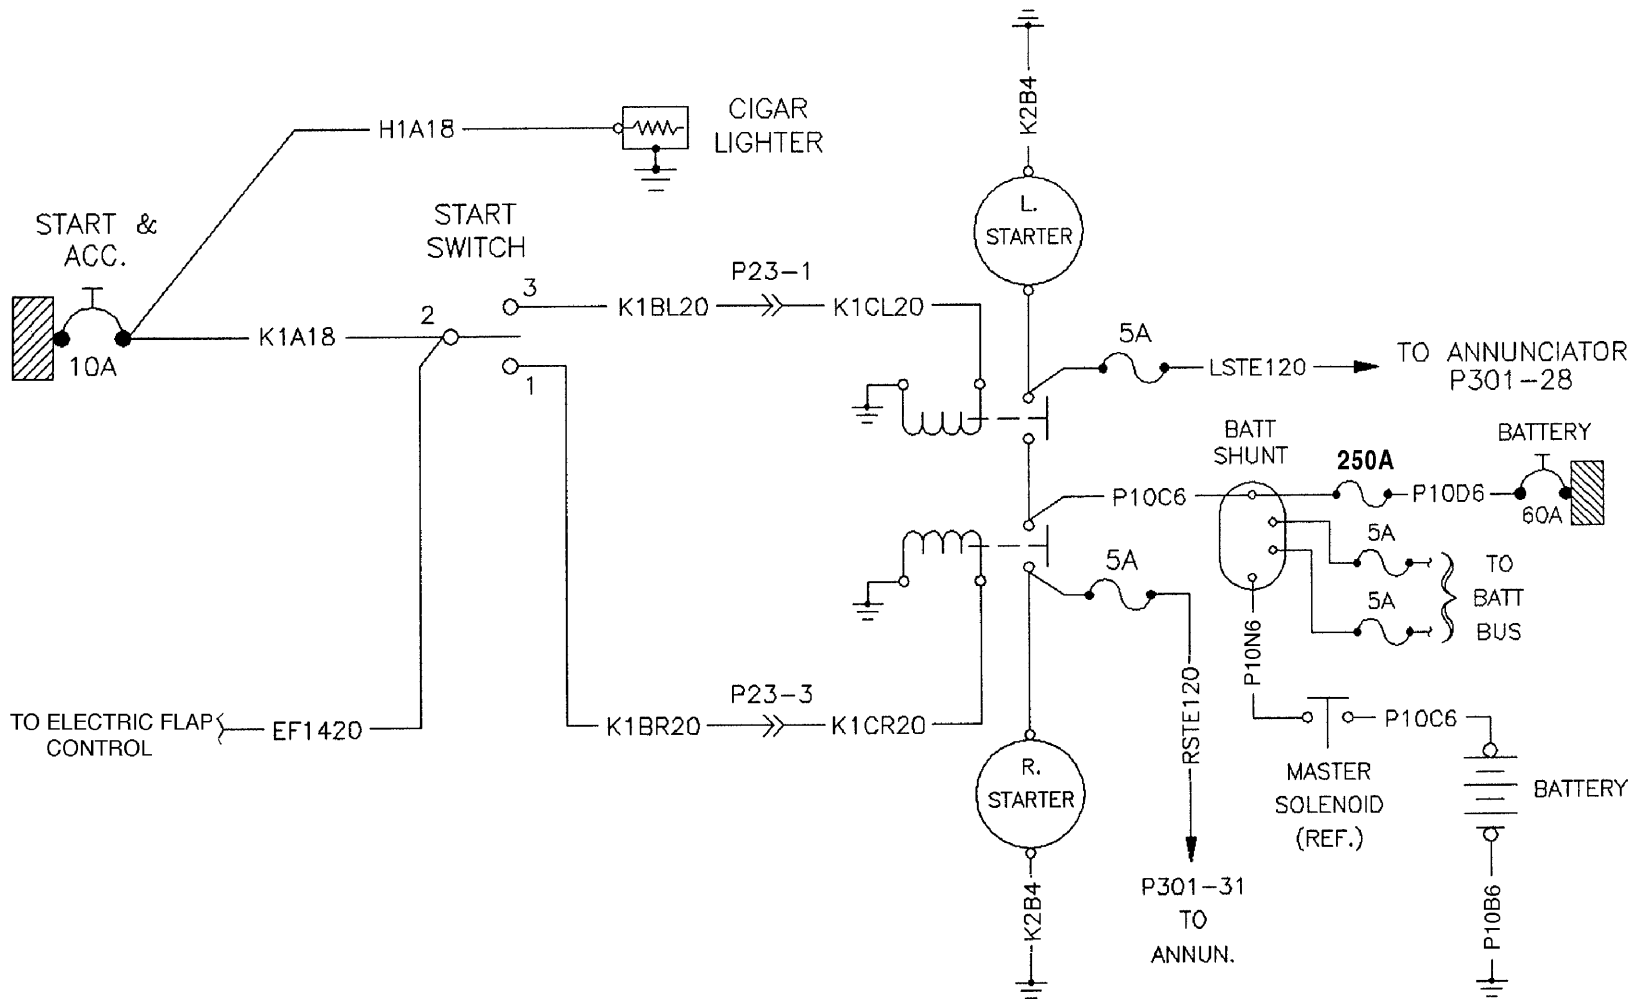 K2B4
H1A18
CIGAR
LIGHTER
START &
ACC.
10A
K1A18
START
SWITCH
2
3
1
K1BL20
P23-1
K1CL20
L.
STARTER
5A
LSTE120
TO ANNUNCIATOR
P301-28
BATT
SHUNT
P10C6
250A
P10D6
BATTERY
60A
5A
5A
TO
BATT
BUS
5A
RSTE120
P301-31
TO
ANNUN.
P10N6
MASTER
SOLENOID
(REF.)
P10C6
BATTERY
P10B6
TO ELECTRIC FLAP
CONTROL
EF1420
K1BR20
P23-3
K1CR20
R.
STARTER
K2B4